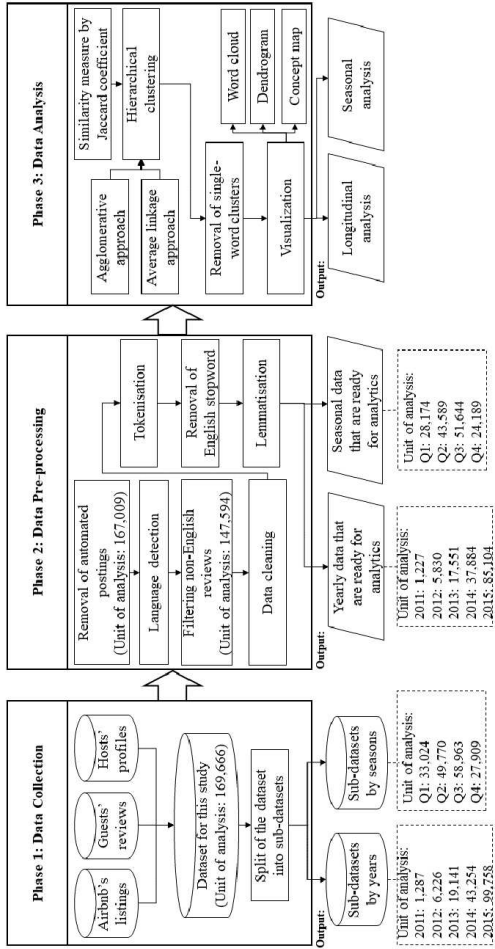 Phase 1: Data Collection
Airbnb's
listings
Guests'
reviews
Hosts'
profiles
Dataset for this study
(Unit of analysis: 169,666)
Split of the dataset
into sub-datasets
Output:
Sub-datasets
by years
Sub-datasets
by seasons
Unit of analysis:
2011: 1,287
2012: 6,226
2013: 19,141
2014: 43,254
2015: 99,758
Unit of analysis:
Q1: 33,024
Q2: 49,770
Q3: 58,963
Q4: 27,909
Phase 2: Data Pre-processing
Removal of automated
postings
(Unit of analysis: 167,009)
Language detection
Filtering non-English
reviews
(Unit of analysis: 147,594)
Data cleaning
Tokenisation
Removal of
English stopword
Lemmatisation
Output:
Yearly data that
are ready for
analytics
Seasonal data
that are ready
for analytics
Unit of analysis:
2011: 1,227
2012: 5,830
2013: 17,551
2014: 37,884
2015: 85,104
Unit of analysis:
Q1: 28,174
Q2: 43,589
Q3: 51,644
Q4: 24,189
Phase 3: Data Analysis
Agglomerative
approach
Average linkage
approach
Similarity measure by
Jaccard coefficient
Hierarchical
clustering
Removal of single-
word clusters
Visualization
Word cloud
Dendrogram
Concept map
Output:
Longitudinal
analysis
Seasonal
analysis